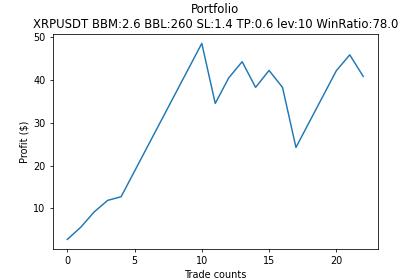 Portfolio
XRPUSDT BBM:2.6 BBL:260 SL:1.4 TP:0.6 lev:10 WinRatio:78.0
50
40
30
20
10
Profit ($)
0
5
10
15
20
Trade counts